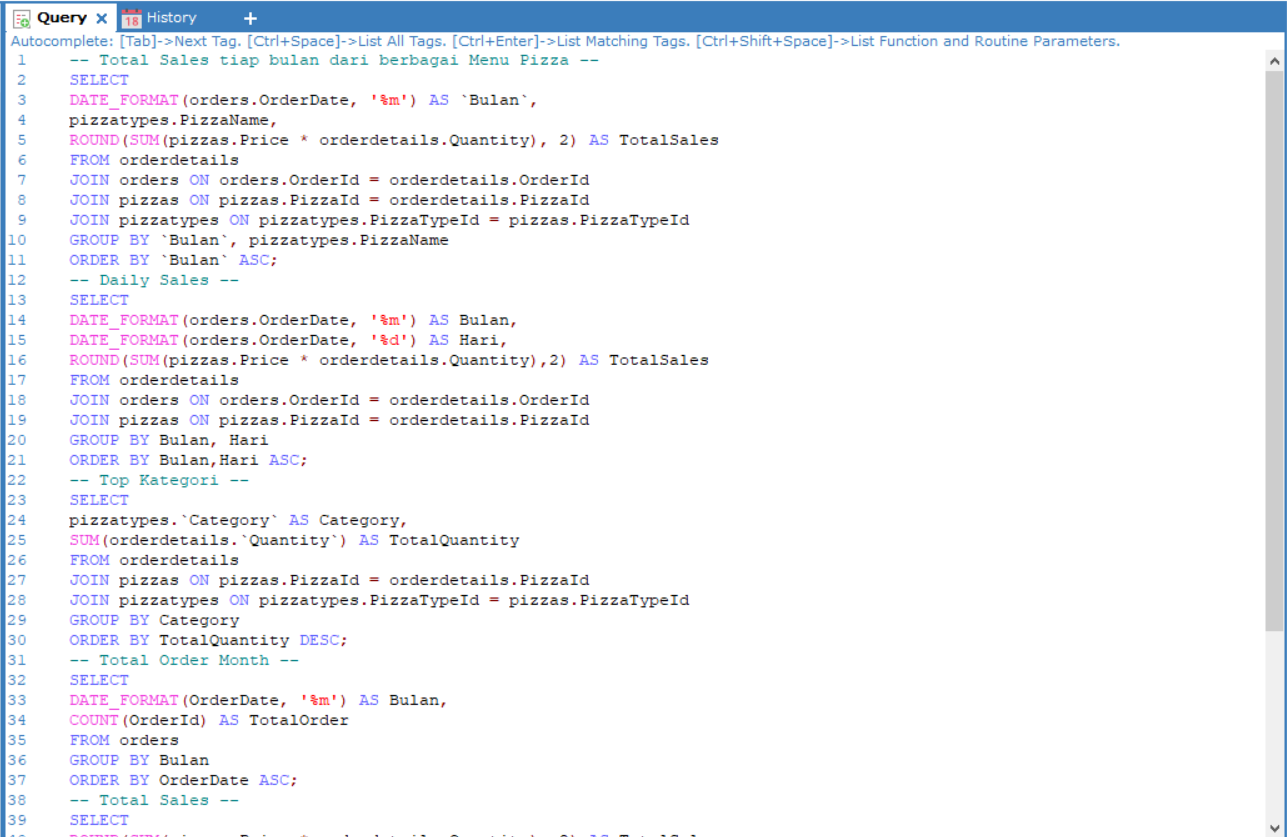 Query x 18 History +
Autocomplete: [Tab]->Next Tag. [Ctrl+Space]->List All Tags. [Ctrl+Enter]->List Matching Tags. [Ctrl+Shift+Space]->List Function and Routine Parameters.
1 -- Total Sales tiap bulan dari berbagai Menu Pizza --
2 SELECT
3 DATE_FORMAT(orders.OrderDate, '%m') AS `Bulan`,
4 pizzatypes.PizzaName,
5 ROUND(SUM(pizzas.Price * orderdetails.Quantity), 2) AS TotalSales
6 FROM orderdetails
7 JOIN orders ON orders.OrderId = orderdetails.OrderId
8 JOIN pizzas ON pizzas.PizzaId = orderdetails.PizzaId
9 JOIN pizzatypes ON pizzatypes.PizzaTypeId = pizzas.PizzaTypeId
10 GROUP BY `Bulan`, pizzatypes.PizzaName
11 ORDER BY `Bulan` ASC;
12 -- Daily Sales --
13 SELECT
14 DATE_FORMAT(orders.OrderDate, '%m') AS Bulan,
15 DATE_FORMAT(orders.OrderDate, '%d') AS Hari,
16 ROUND(SUM(pizzas.Price * orderdetails.Quantity),2) AS TotalSales
17 FROM orderdetails
18 JOIN orders ON orders.OrderId = orderdetails.OrderId
19 JOIN pizzas ON pizzas.PizzaId = orderdetails.PizzaId
20 GROUP BY Bulan, Hari
21 ORDER BY Bulan,Hari ASC;
22 -- Top Kategori --
23 SELECT
24 pizzatypes.`Category` AS Category,
25 SUM(orderdetails.`Quantity`) AS TotalQuantity
26 FROM orderdetails
27 JOIN pizzas ON pizzas.PizzaId = orderdetails.PizzaId
28 JOIN pizzatypes ON pizzatypes.PizzaTypeId = pizzas.PizzaTypeId
29 GROUP BY Category
30 ORDER BY TotalQuantity DESC;
31 -- Total Order Month --
32 SELECT
33 DATE_FORMAT(OrderDate, '%m') AS Bulan,
34 COUNT(OrderId) AS TotalOrder
35 FROM orders
36 GROUP BY Bulan
37 ORDER BY OrderDate ASC;
38 -- Total Sales --
39 SELECT